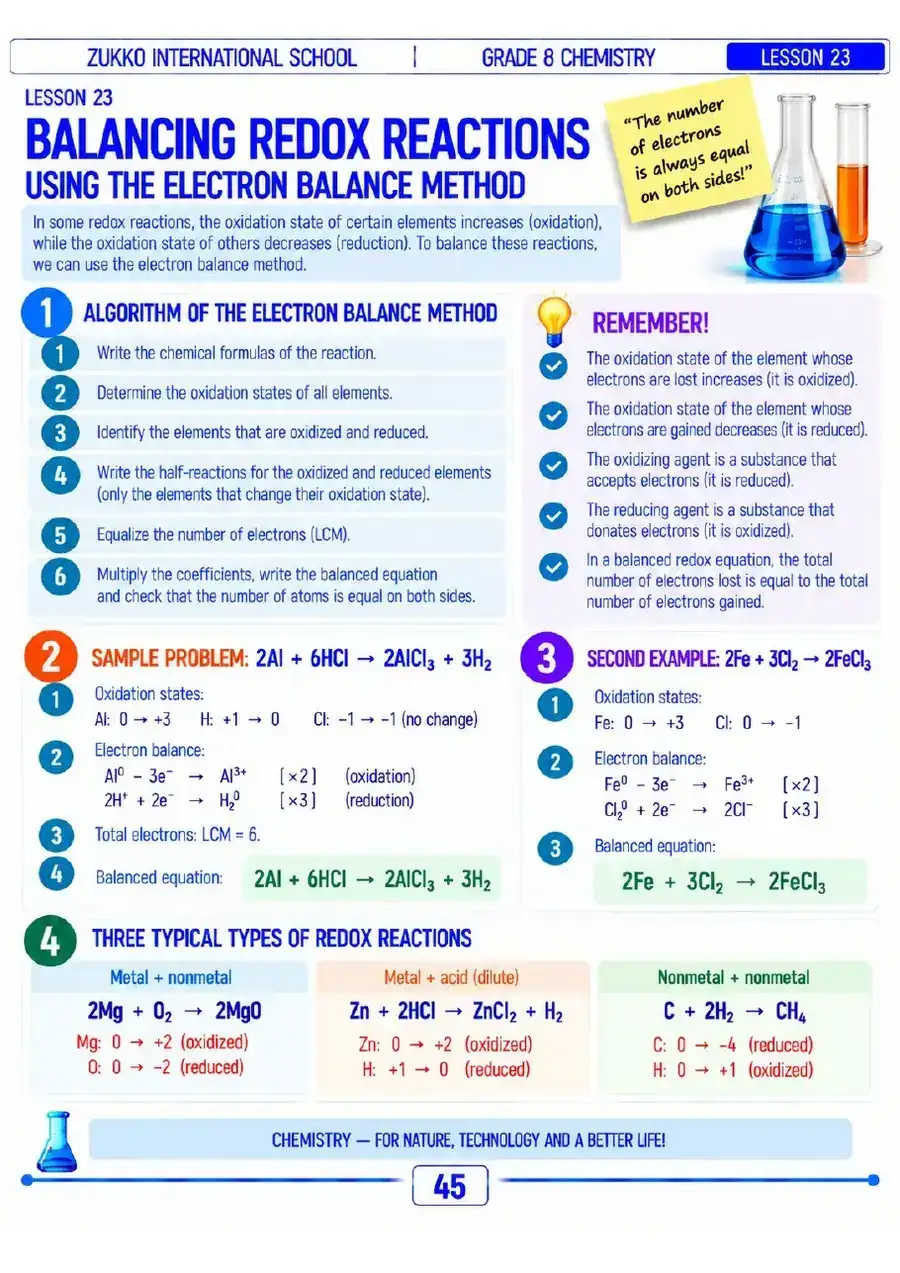 ZUKKO INTERNATIONAL SCHOOL | GRADE 8 CHEMISTRY LESSON 23
LESSON 23
BALANCING REDOX REACTIONS
USING THE ELECTRON BALANCE METHOD
"The number
of electrons
is always equal
on both sides!"
In some redox reactions, the oxidation state of certain elements increases (oxidation),
while the oxidation state of others decreases (reduction). To balance these reactions,
we can use the electron balance method.
1 ALGORITHM OF THE ELECTRON BALANCE METHOD
1 Write the chemical formulas of the reaction.
2 Determine the oxidation states of all elements.
3 Identify the elements that are oxidized and reduced.
4 Write the half-reactions for the oxidized and reduced elements
(only the elements that change their oxidation state).
5 Equalize the number of electrons (LCM).
6 Multiply the coefficients, write the balanced equation
and check that the number of atoms is equal on both sides.
REMEMBER!
The oxidation state of the element whose
electrons are lost increases (it is oxidized).
The oxidation state of the element whose
electrons are gained decreases (it is reduced).
The oxidizing agent is a substance that
accepts electrons (it is reduced).
The reducing agent is a substance that
donates electrons (it is oxidized).
In a balanced redox equation, the total
number of electrons lost is equal to the total
number of electrons gained.
2 SAMPLE PROBLEM: 2Al + 6HCl → 2AlCl₃ + 3H₂
1 Oxidation states:
Al: 0 → +3 H: +1 → 0 Cl: −1 → −1 (no change)
2 Electron balance:
Al⁰ − 3e⁻ → Al³⁺ [×2] (oxidation)
2H⁺ + 2e⁻ → H₂⁰ [×3] (reduction)
3 Total electrons: LCM = 6.
4 Balanced equation: 2Al + 6HCl → 2AlCl₃ + 3H₂
3 SECOND EXAMPLE: 2Fe + 3Cl₂ → 2FeCl₃
1 Oxidation states:
Fe: 0 → +3 Cl: 0 → −1
2 Electron balance:
Fe⁰ − 3e⁻ → Fe³⁺ [×2]
Cl₂⁰ + 2e⁻ → 2Cl⁻ [×3]
3 Balanced equation:
2Fe + 3Cl₂ → 2FeCl₃
4 THREE TYPICAL TYPES OF REDOX REACTIONS
Metal + nonmetal
2Mg + O₂ → 2MgO
Mg: 0 → +2 (oxidized)
O: 0 → −2 (reduced)
Metal + acid (dilute)
Zn + 2HCl → ZnCl₂ + H₂
Zn: 0 → +2 (oxidized)
H: +1 → 0 (reduced)
Nonmetal + nonmetal
C + 2H₂ → CH₄
C: 0 → −4 (reduced)
H: 0 → +1 (oxidized)
CHEMISTRY — FOR NATURE, TECHNOLOGY AND A BETTER LIFE!
45